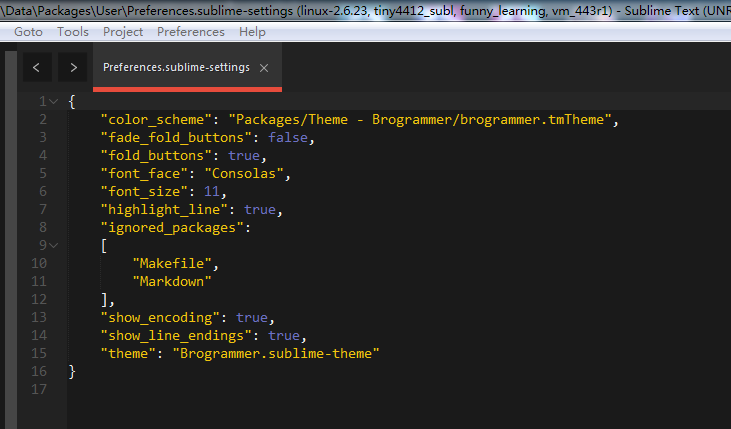 \Data\Packages\User\Preferences.sublime-settings (linux-2.6.23, tiny4412_subl, funny_learning, vm_443r1) - Sublime Text (UNR
Goto Tools Project Preferences Help
< > Preferences.sublime-settings ×
1 {
2 "color_scheme": "Packages/Theme - Brogrammer/brogrammer.tmTheme",
3 "fade_fold_buttons": false,
4 "fold_buttons": true,
5 "font_face": "Consolas",
6 "font_size": 11,
7 "highlight_line": true,
8 "ignored_packages":
9 [
10 "Makefile",
11 "Markdown"
12 ],
13 "show_encoding": true,
14 "show_line_endings": true,
15 "theme": "Brogrammer.sublime-theme"
16 }
17